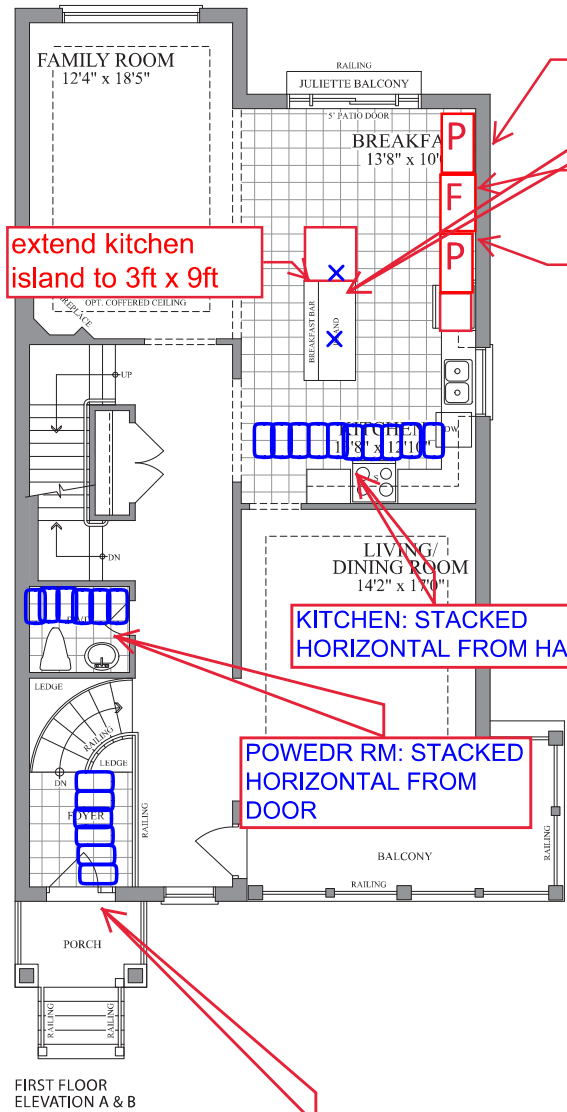 FAMILY ROOM
12'4" x 18'5"
RAILING
JULIETTE BALCONY
5' PATIO DOOR
BREAKFA
13'8" x 10'
P
F
P
extend kitchen
island to 3ft x 9ft
OPT. COFFERED CEILING
FIREPLACE
BREAKFAST BAR
UP
DW
S
DN
LIVING/
DINING ROOM
14'2" x 17'0"
KITCHEN: STACKED
HORIZONTAL FROM HA
LEDGE
RAILING
LEDGE
DN
FOYER
RAILING
POWEDR RM: STACKED
HORIZONTAL FROM
DOOR
BALCONY
RAILING
RAILING
PORCH
RAILING
RAILING
FIRST FLOOR
ELEVATION A & B